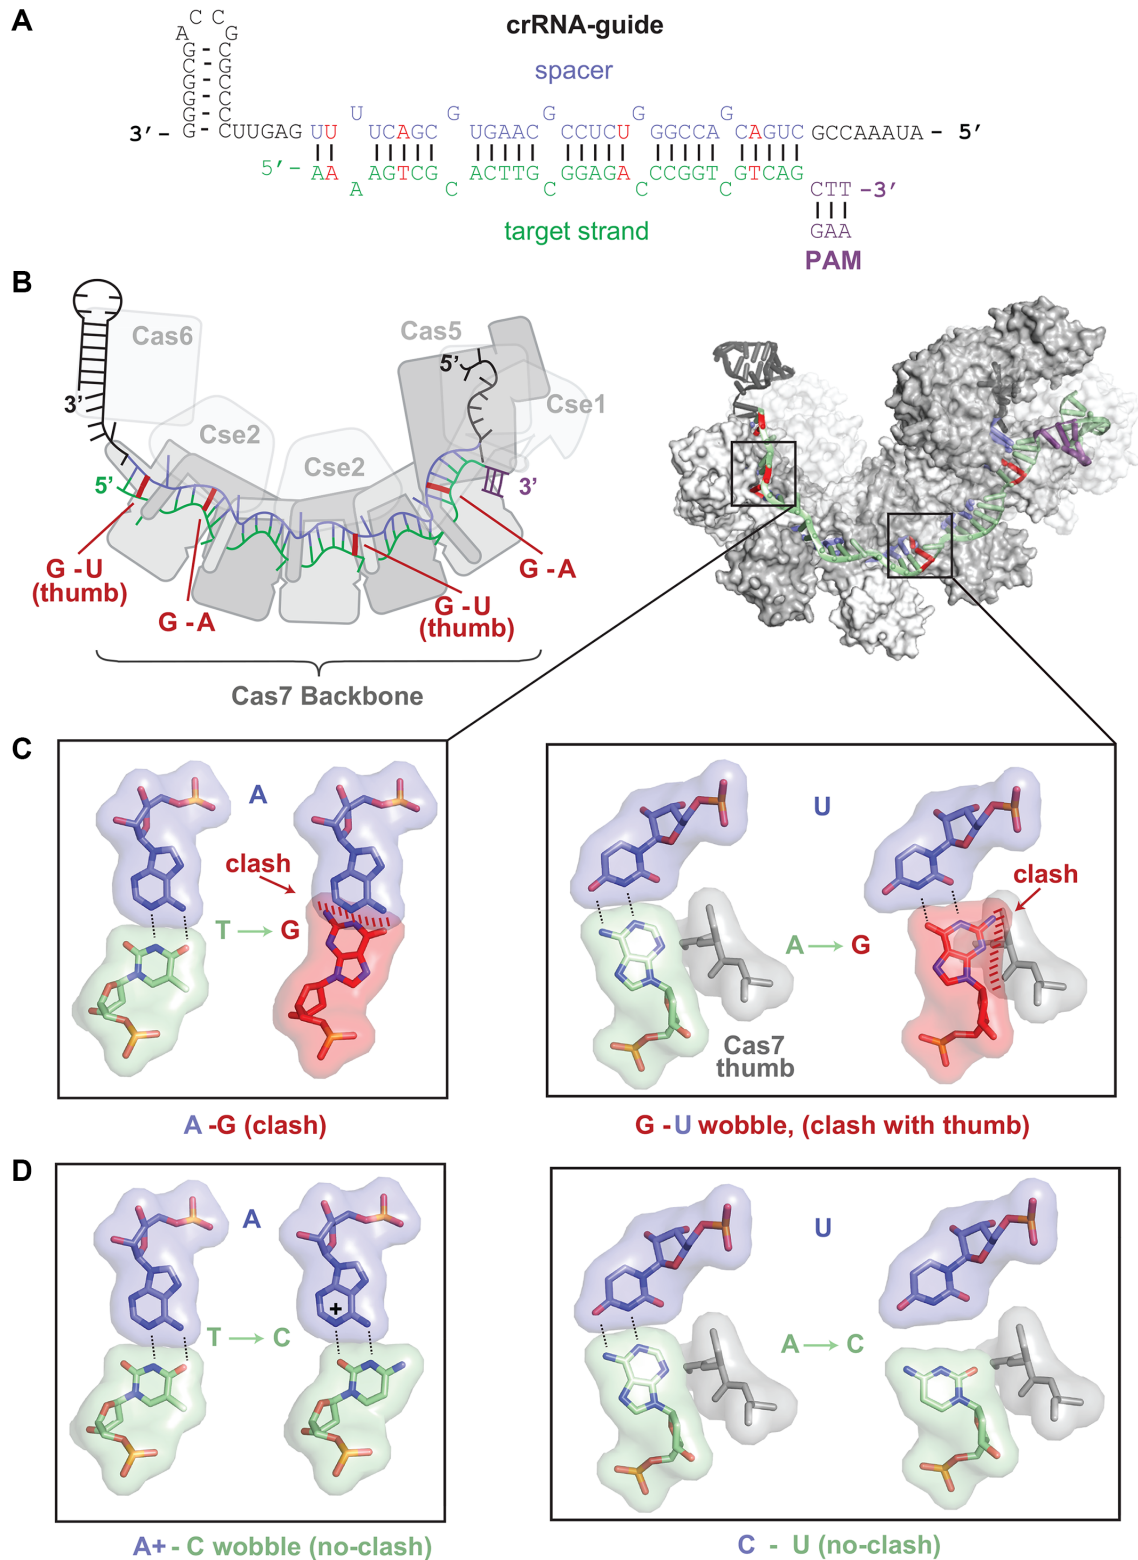 A
crRNA-guide
spacer
C C
A G
G - C
G - G
C - C
G - C
G - C
G C
3’- G CUUGAG UU U UCAGC G UGAAC G CCUCU G GGCCA G CAGUC GCCAAAUA - 5’
5’- AA A AGTCG C ACTTG C GGAGA C CCGGT C GTCAG CTT -3’
GAA
target strand
PAM
B
Cas6
Cas5
5’
3’
Cse1
Cse2
Cse2
5’
3’
G -U
(thumb)
G -A
G -U
(thumb)
G -A
Cas7 Backbone
C
A
clash
T G
U
clash
A G
Cas7
thumb
A -G (clash)
G -U wobble, (clash with thumb)
D
A
+
T C
U
A C
A+ - C wobble (no-clash)
C - U (no-clash)